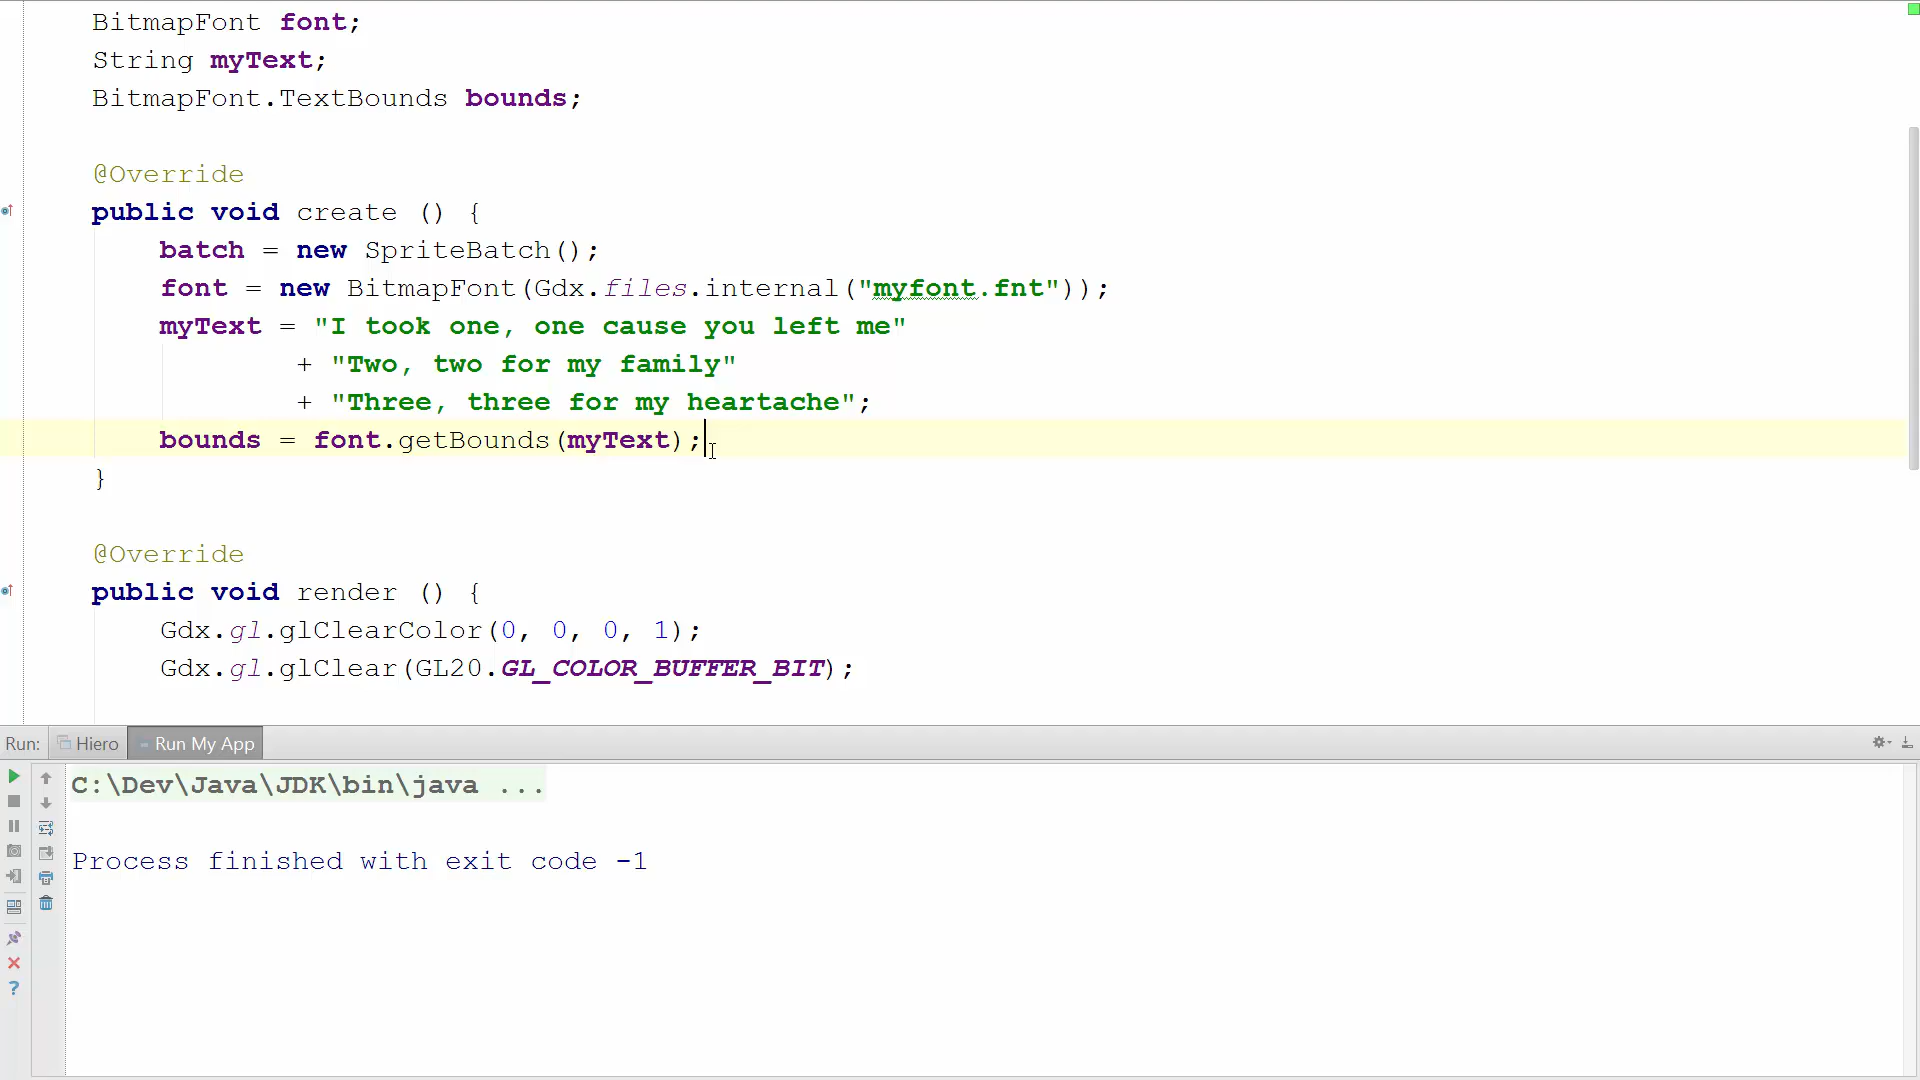 BitmapFont font;
String myText;
BitmapFont.TextBounds bounds;
@Override
public void create () {
batch = new SpriteBatch();
font = new BitmapFont(Gdx.files.internal("myfont.fnt"));
myText = "I took one, one cause you left me"
+ "Two, two for my family"
+ "Three, three for my heartache";
bounds = font.getBounds(myText);
}
@Override
public void render () {
Gdx.gl.glClearColor(0, 0, 0, 1);
Gdx.gl.glClear(GL20.GL_COLOR_BUFFER_BIT);
Run: Hiero Run My App
C:\Dev\Java\JDK\bin\java ...
Process finished with exit code -1